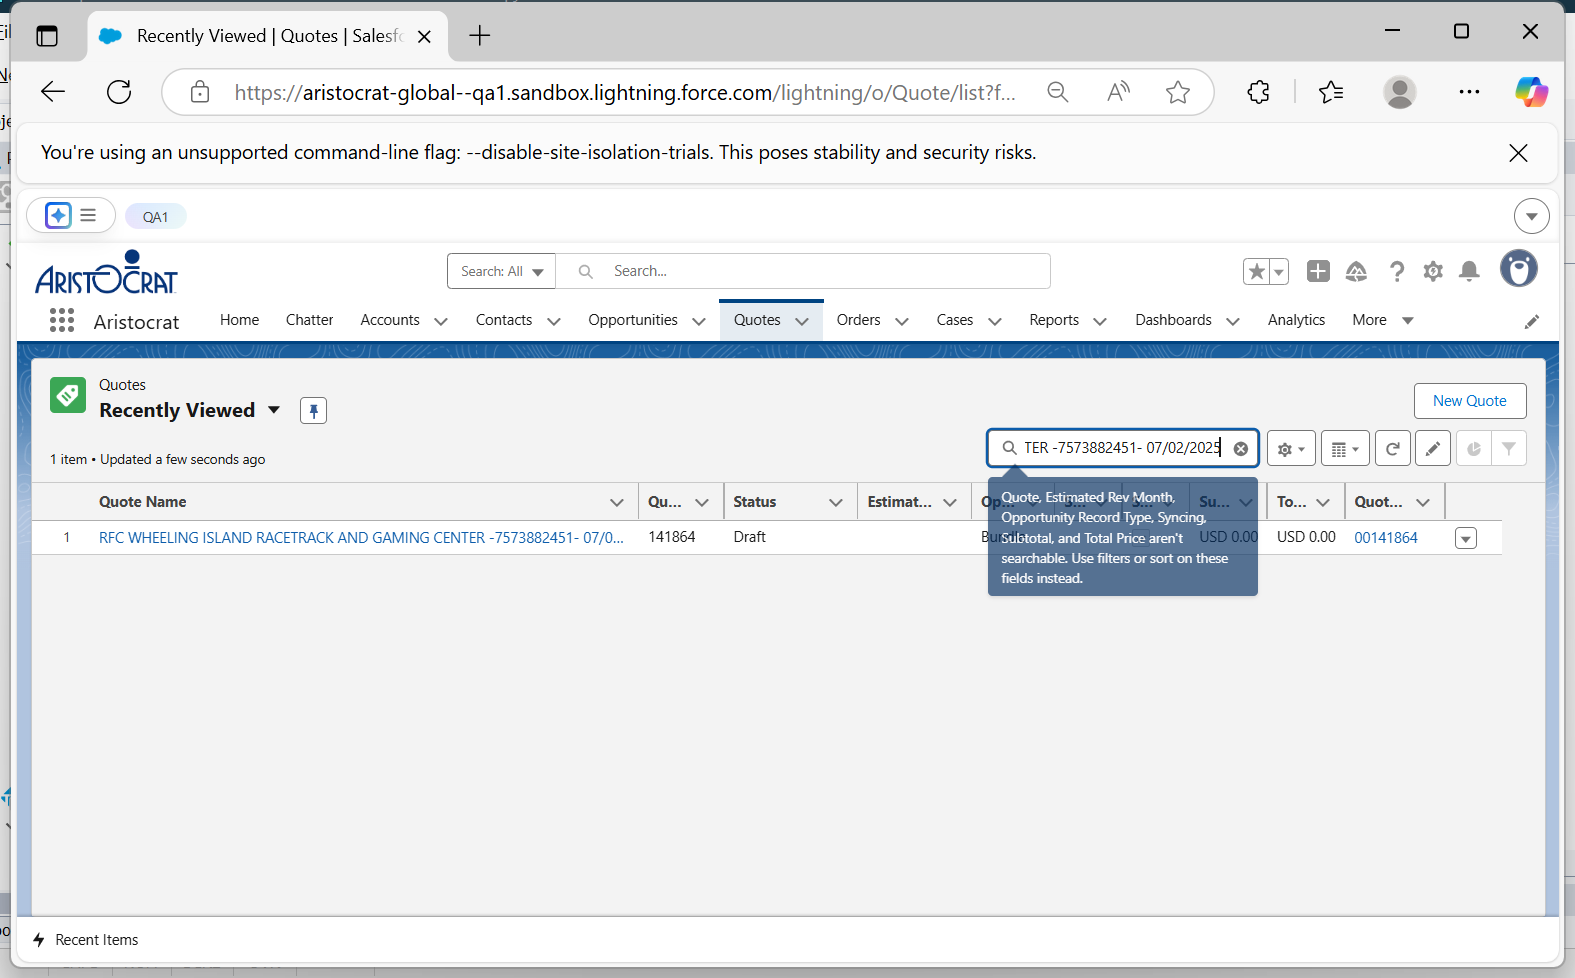 Recently Viewed | Quotes | Salesfo
https://aristocrat-global--qa1.sandbox.lightning.force.com/lightning/o/Quote/list?f...
You're using an unsupported command-line flag: --disable-site-isolation-trials. This poses stability and security risks.
QA1
ARISTOCRAT
Search: All
Search...
Aristocrat
Home
Chatter
Accounts
Contacts
Opportunities
Quotes
Orders
Cases
Reports
Dashboards
Analytics
More
Quotes
Recently Viewed
New Quote
1 item • Updated a few seconds ago
TER -7573882451- 07/02/2025
Quote Name
Qu...
Status
Estimat...
Op...
Su...
To...
Quot...
1
RFC WHEELING ISLAND RACETRACK AND GAMING CENTER -7573882451- 07/0...
141864
Draft
USD 0.00
USD 0.00
00141864
Quote, Estimated Rev Month,
Opportunity Record Type, Syncing,
Subtotal, and Total Price aren't
searchable. Use filters or sort on these
fields instead.
Recent Items